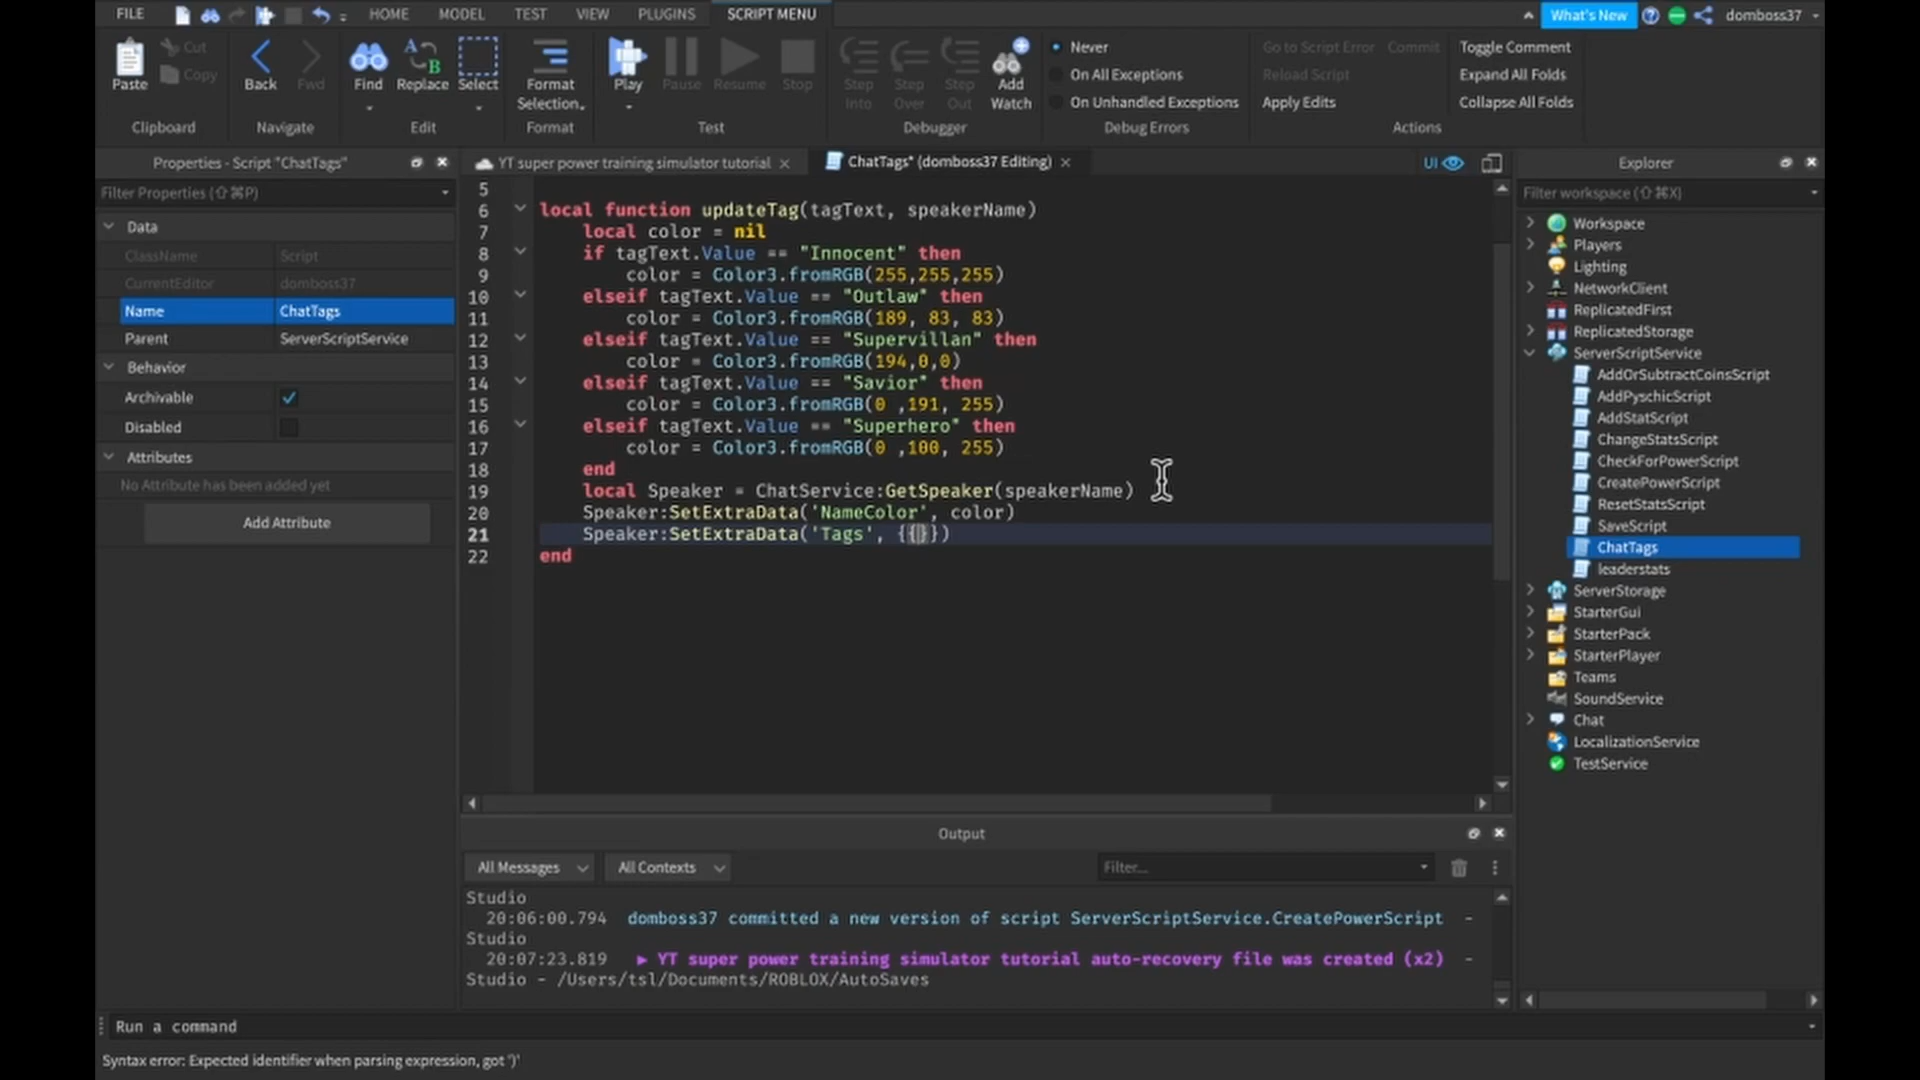 FILE HOME MODEL TEST VIEW PLUGINS SCRIPT MENU What's New domboss37
Paste Cut Copy Back Fwd Find Replace Select Format Selection Play Pause Resume Stop Step Into Step Over Step Out Add Watch
Never
On All Exceptions
On Unhandled Exceptions
Go to Script Error Commit
Reload Script
Apply Edits
Toggle Comment
Expand All Folds
Collapse All Folds
Clipboard Navigate Edit Format Test Debugger Debug Errors Actions
Properties - Script "ChatTags"
Filter Properties (⇧⌘P)
Data
ClassName Script
CurrentEditor domboss37
Name ChatTags
Parent ServerScriptService
Behavior
Archivable
Disabled
Attributes
No Attribute has been added yet
Add Attribute
YT super power training simulator tutorial ChatTags* (domboss37 Editing) UI
5
6 local function updateTag(tagText, speakerName)
7 local color = nil
8 if tagText.Value == "Innocent" then
9 color = Color3.fromRGB(255,255,255)
10 elseif tagText.Value == "Outlaw" then
11 color = Color3.fromRGB(189, 83, 83)
12 elseif tagText.Value == "Supervillan" then
13 color = Color3.fromRGB(194,0,0)
14 elseif tagText.Value == "Savior" then
15 color = Color3.fromRGB(0 ,191, 255)
16 elseif tagText.Value == "Superhero" then
17 color = Color3.fromRGB(0 ,100, 255)
18 end
19 local Speaker = ChatService:GetSpeaker(speakerName)
20 Speaker:SetExtraData('NameColor', color)
21 Speaker:SetExtraData('Tags', {{}})
22 end
Explorer
Filter workspace (⇧⌘X)
Workspace
Players
Lighting
NetworkClient
ReplicatedFirst
ReplicatedStorage
ServerScriptService
AddOrSubtractCoinsScript
AddPyschicScript
AddStatScript
ChangeStatsScript
CheckForPowerScript
CreatePowerScript
ResetStatsScript
SaveScript
ChatTags
leaderstats
ServerStorage
StarterGui
StarterPack
StarterPlayer
Teams
SoundService
Chat
LocalizationService
TestService
Output
All Messages All Contexts Filter...
Studio
20:06:00.794 domboss37 committed a new version of script ServerScriptService.CreatePowerScript -
Studio
20:07:23.819 ▶ YT super power training simulator tutorial auto-recovery file was created (x2) -
Studio - /Users/tsl/Documents/ROBLOX/AutoSaves
Run a command
Syntax error: Expected identifier when parsing expression, got ')'